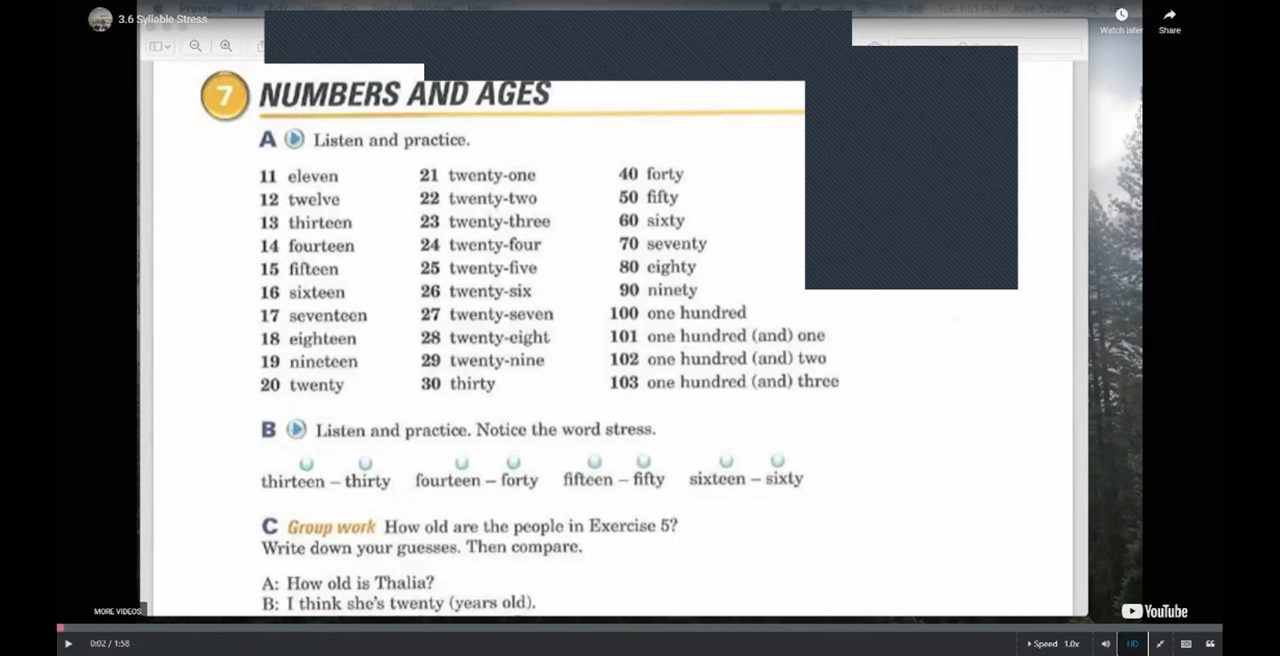 3.6 Syllable Stress
Watch later
Share
7 NUMBERS AND AGES
A Listen and practice.
11 eleven 21 twenty-one 40 forty
12 twelve 22 twenty-two 50 fifty
13 thirteen 23 twenty-three 60 sixty
14 fourteen 24 twenty-four 70 seventy
15 fifteen 25 twenty-five 80 eighty
16 sixteen 26 twenty-six 90 ninety
17 seventeen 27 twenty-seven 100 one hundred
18 eighteen 28 twenty-eight 101 one hundred (and) one
19 nineteen 29 twenty-nine 102 one hundred (and) two
20 twenty 30 thirty 103 one hundred (and) three
B Listen and practice. Notice the word stress.
thirteen – thirty fourteen – forty fifteen – fifty sixteen – sixty
C Group work How old are the people in Exercise 5?
Write down your guesses. Then compare.
A: How old is Thalia?
B: I think she's twenty (years old).
MORE VIDEOS
YouTube
0:02 / 1:58
Speed 1.0x
HD